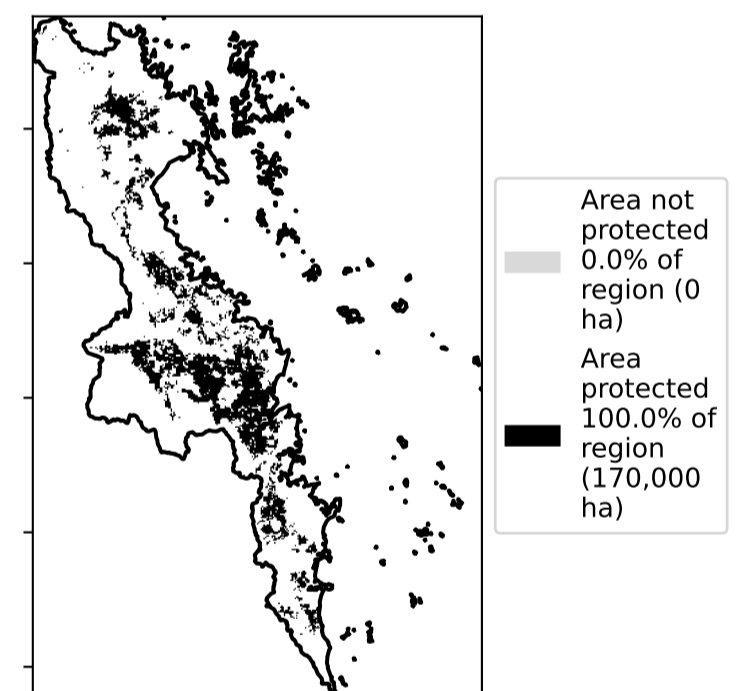 Area not
protected
0.0% of
region (0
ha)
Area
protected
100.0% of
region
(170,000
ha)